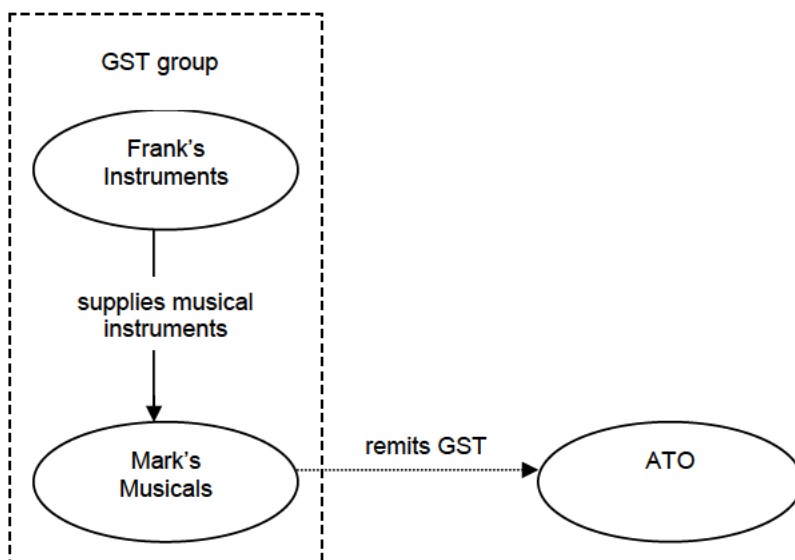 GST group
Frank's
Instruments
supplies musical
instruments
Mark's
Musicals
remits GST
ATO